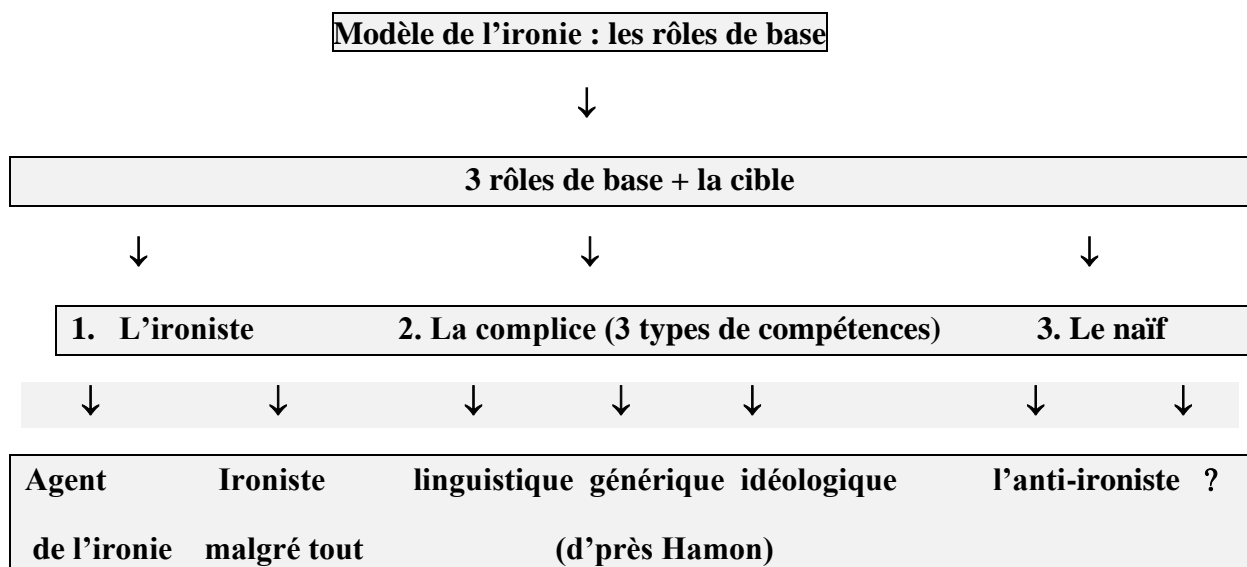 Modèle de l’ironie : les rôles de base
↓
3 rôles de base + la cible
↓ ↓ ↓
1. L’ironiste 2. La complice (3 types de compétences) 3. Le naïf
↓ ↓ ↓ ↓ ↓ ↓ ↓
Agent Ironiste linguistique générique idéologique l’anti-ironiste ?
de l’ironie malgré tout (d’après Hamon)